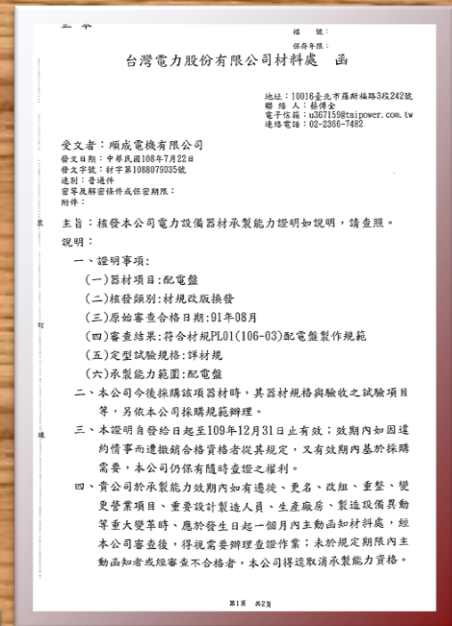 正 本
檔 號：
保存年限：
台灣電力股份有限公司材料處 函
地址：10016臺北市羅斯福路3段242號
聯 絡 人：蔡傅金
電子信箱：u367159@taipower.com.tw
連絡電話：02-2366-7482
受文者：順成電機有限公司
發文日期：中華民國108年7月22日
發文字號：材字第1088079035號
速別：普通件
密等及解密條件或保密期限：
附件：
主旨：核發本公司電力設備器材承製能力證明如說明，請查照。
說明：
一、證明事項:
(一)器材項目:配電盤
(二)核發類別:材規改版換發
(三)原始審查合格日期:91年08月
(四)審查結果:符合材規PL01(106-03)配電盤製作規範
(五)定型試驗規格:詳材規
(六)承製能力範圍:配電盤
二、本公司今後採購該項器材時，其器材規格與驗收之試驗項目
等，另依本公司採購規範辦理。
三、本證明自發給日起至109年12月31日止有效；效期內如因違
約情事而遭撤銷合格資格者從其規定，又有效期內基於採購
需要，本公司仍保有隨時查證之權利。
四、貴公司於承製能力效期內如有遷徙、更名、改組、重整、變
更營業項目、重要設計製造人員、生產廠房、製造設備異動
等重大變革時、應於發生日起一個月內主動函知材料處，經
本公司審查後，得視需要辦理查證作業；未於規定期限內主
動函知者或經審查不合格者，本公司得逕取消承製能力資格。
裝
訂
線
第1頁 共2頁